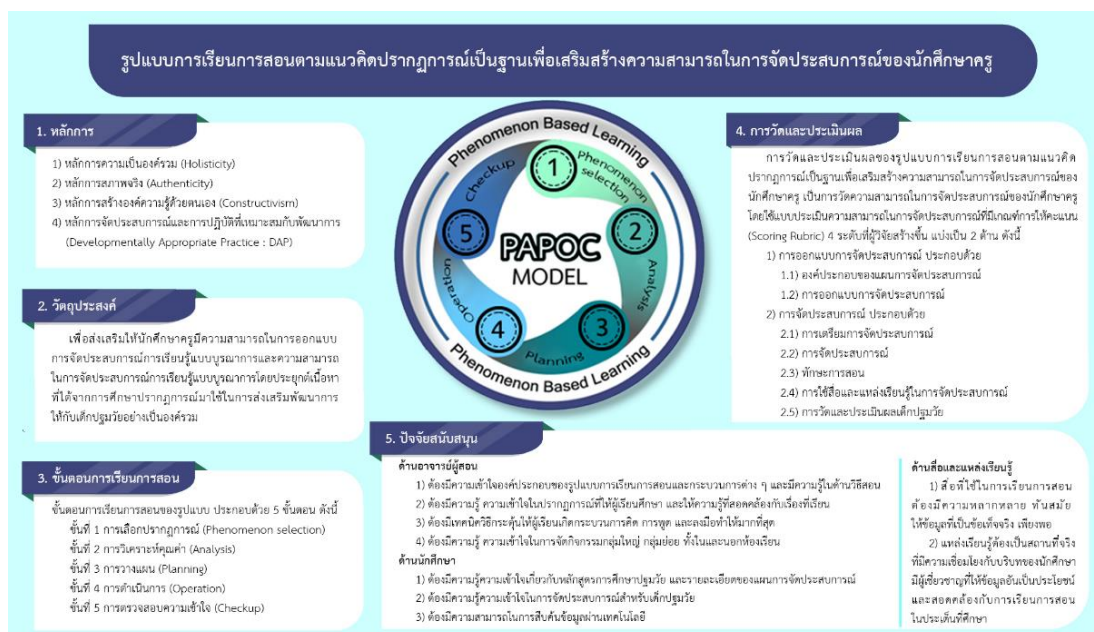 รูปแบบการเรียนการสอนตามแนวคิดปรากฏการณ์เป็นฐานเพื่อเสริมสร้างความสามารถในการจัดประสบการณ์ของนักศึกษาครู
1. หลักการ
1) หลักการความเป็นองค์รวม (Holisticity)
2) หลักการสภาพจริง (Authenticity)
3) หลักการสร้างองค์ความรู้ด้วยตนเอง (Constructivism)
4) หลักการจัดประสบการณ์และการปฏิบัติที่เหมาะสมกับพัฒนาการ
(Developmentally Appropriate Practice : DAP)
2. วัตถุประสงค์
เพื่อส่งเสริมให้นักศึกษาครูมีความสามารถในการออกแบบ
การจัดประสบการณ์การเรียนรู้แบบบูรณาการและความสามารถ
ในการจัดประสบการณ์การเรียนรู้แบบบูรณาการโดยประยุกต์เนื้อหา
ที่ได้จากการศึกษาปรากฏการณ์มาใช้ในการส่งเสริมพัฒนาการ
ให้กับเด็กปฐมวัยอย่างเป็นองค์รวม
3. ขั้นตอนการเรียนการสอน
ขั้นตอนการเรียนการสอนของรูปแบบ ประกอบด้วย 5 ขั้นตอน ดังนี้
ขั้นที่ 1 การเลือกปรากฏการณ์ (Phenomenon selection)
ขั้นที่ 2 การวิเคราะห์คุณค่า (Analysis)
ขั้นที่ 3 การวางแผน (Planning)
ขั้นที่ 4 การดำเนินการ (Operation)
ขั้นที่ 5 การตรวจสอบความเข้าใจ (Checkup)
Phenomenon Based Learning
1
Phenomenon
selection
2
Analysis
3
Planning
4
Operation
5
Checkup
PAPOC
MODEL
Phenomenon Based Learning
4. การวัดและประเมินผล
การวัดและประเมินผลของรูปแบบการเรียนการสอนตามแนวคิด
ปรากฏการณ์เป็นฐานเพื่อเสริมสร้างความสามารถในการจัดประสบการณ์ของ
นักศึกษาครู เป็นการวัดความสามารถในการจัดประสบการณ์ของนักศึกษาครู
โดยใช้แบบประเมินความสามารถในการจัดประสบการณ์ที่มีเกณฑ์การให้คะแนน
(Scoring Rubric) 4 ระดับที่ผู้วิจัยสร้างขึ้น แบ่งเป็น 2 ด้าน ดังนี้
1) การออกแบบการจัดประสบการณ์ ประกอบด้วย
1.1) องค์ประกอบของแผนการจัดประสบการณ์
1.2) การออกแบบการจัดประสบการณ์
2) การจัดประสบการณ์ ประกอบด้วย
2.1) การเตรียมการจัดประสบการณ์
2.2) การจัดประสบการณ์
2.3) ทักษะการสอน
2.4) การใช้สื่อและแหล่งเรียนรู้ในการจัดประสบการณ์
2.5) การวัดและประเมินผลเด็กปฐมวัย
5. ปัจจัยสนับสนุน
ด้านอาจารย์ผู้สอน
1) ต้องมีความเข้าใจองค์ประกอบของรูปแบบการเรียนการสอนและกระบวนการต่าง ๆ และมีความรู้ในด้านวิธีสอน
2) ต้องมีความรู้ ความเข้าใจในปรากฏการณ์ที่ให้ผู้เรียนศึกษา และให้ความรู้ที่สอดคล้องกับเรื่องที่เรียน
3) ต้องมีเทคนิควิธีกระตุ้นให้ผู้เรียนเกิดกระบวนการคิด การพูด และลงมือทำให้มากที่สุด
4) ต้องมีความรู้ ความเข้าใจในการจัดกิจกรรมกลุ่มใหญ่ กลุ่มย่อย ทั้งในและนอกห้องเรียน
ด้านนักศึกษา
1) ต้องมีความรู้ความเข้าใจเกี่ยวกับหลักสูตรการศึกษาปฐมวัย และรายละเอียดของแผนการจัดประสบการณ์
2) ต้องมีความรู้ความเข้าใจในการจัดประสบการณ์สำหรับเด็กปฐมวัย
3) ต้องมีความสามารถในการสืบค้นข้อมูลผ่านเทคโนโลยี
ด้านสื่อและแหล่งเรียนรู้
1) สื่อที่ใช้ในการเรียนการสอน
ต้องมีความหลากหลาย ทันสมัย
ให้ข้อมูลที่เป็นข้อเท็จจริง เพียงพอ
2) แหล่งเรียนรู้ต้องเป็นสถานที่จริง
ที่มีความเชื่อมโยงกับบริบทของนักศึกษา
มีผู้เชี่ยวชาญที่ให้ข้อมูลอันเป็นประโยชน์
และสอดคล้องกับการเรียนการสอน
ในประเด็นที่ศึกษา